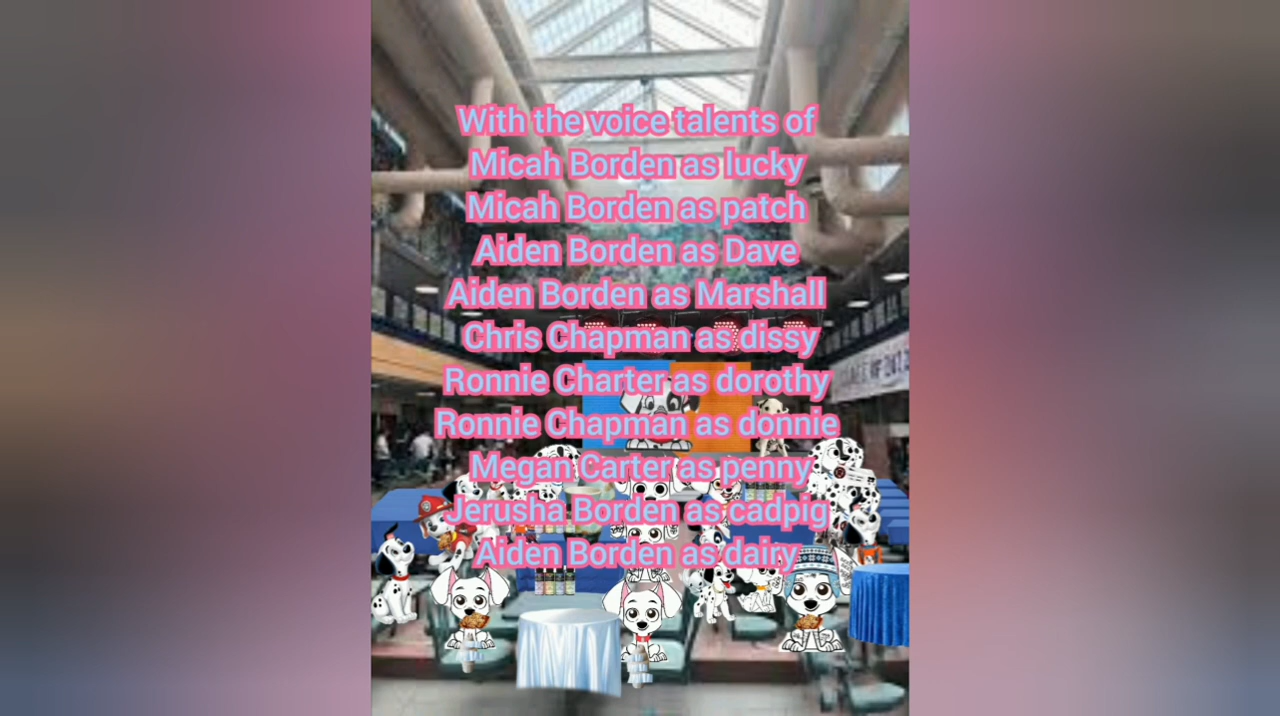 With the voice talents of
Micah Borden as lucky
Micah Borden as patch
Aiden Borden as Dave
Aiden Borden as Marshall
Chris Chapman as dissy
Ronnie Charter as dorothy
Ronnie Chapman as donnie
Megan Carter as penny
Jerusha Borden as cadpig
Aiden Borden as dairy